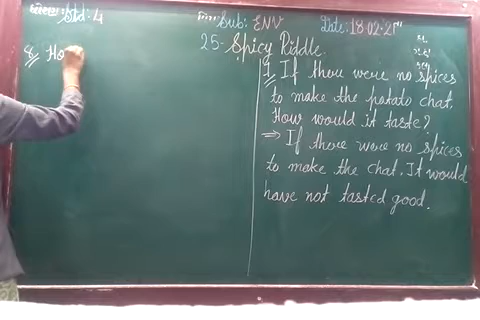 Std: 4
Sub: ENV
Date: 18-02-21
25. Spicy Riddle.
8. Ho
9. If there were no spices
to make the potato chat.
How would it taste?
⇒ If there were no spices
to make the chat. It would
have not tasted good.